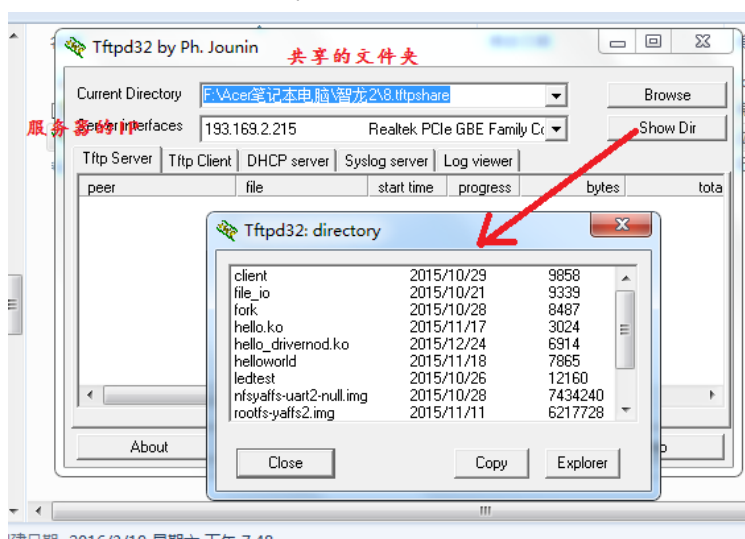 Tftpd32 by Ph. Jounin
共享的文件夹
Current Directory F:\Acer笔记本电脑\智龙2\8.tftpshare Browse
服务器的IP
Server interfaces 193.169.2.215 Realtek PCIe GBE Family Co Show Dir
Tftp Server Tftp Client DHCP server Syslog server Log viewer
peer file start time progress bytes tota
Tftpd32: directory
client 2015/10/29 9858
file_io 2015/10/21 9339
fork 2015/10/28 8487
hello.ko 2015/11/17 3024
hello_drivernod.ko 2015/12/24 6914
helloworld 2015/11/18 7865
ledtest 2015/10/26 12160
nfsyaffs-uart2-null.img 2015/10/28 7434240
rootfs-yaffs2.img 2015/11/11 6217728
About
Close Copy Explorer